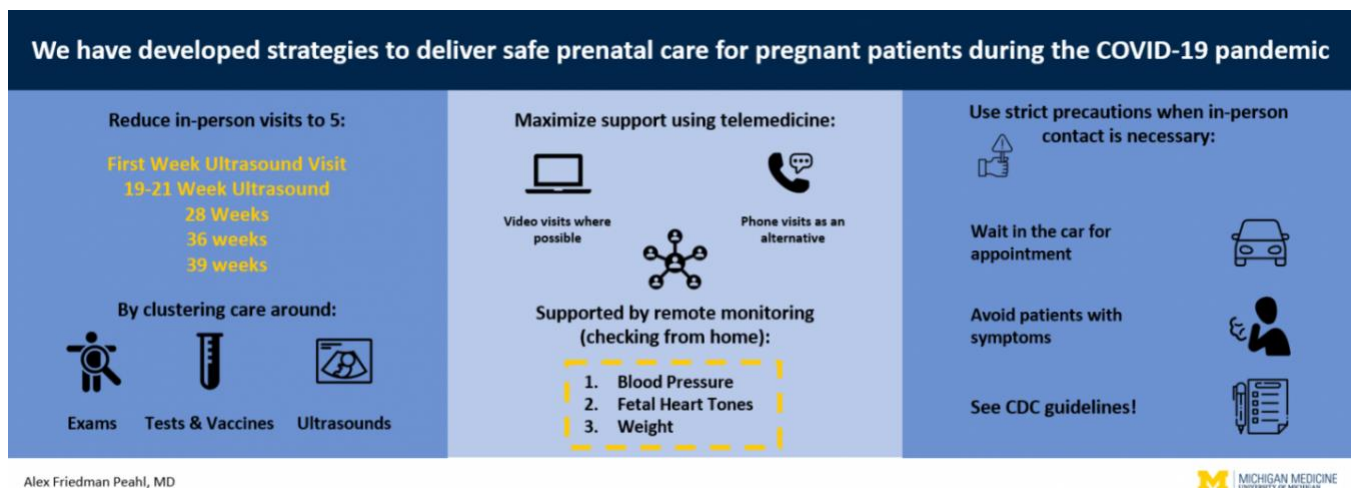 We have developed strategies to deliver safe prenatal care for pregnant patients during the COVID-19 pandemic
Reduce in-person visits to 5:
First Week Ultrasound Visit
19-21 Week Ultrasound
28 Weeks
36 weeks
39 weeks
By clustering care around:
Exams
Tests & Vaccines
Ultrasounds
Maximize support using telemedicine:
Video visits where
possible
Phone visits as an
alternative
Supported by remote monitoring
(checking from home):
1. Blood Pressure
2. Fetal Heart Tones
3. Weight
Use strict precautions when in-person
contact is necessary:
Wait in the car for
appointment
Avoid patients with
symptoms
See CDC guidelines!
Alex Friedman Peahl, MD
M
MICHIGAN MEDICINE
UNIVERSITY OF MICHIGAN